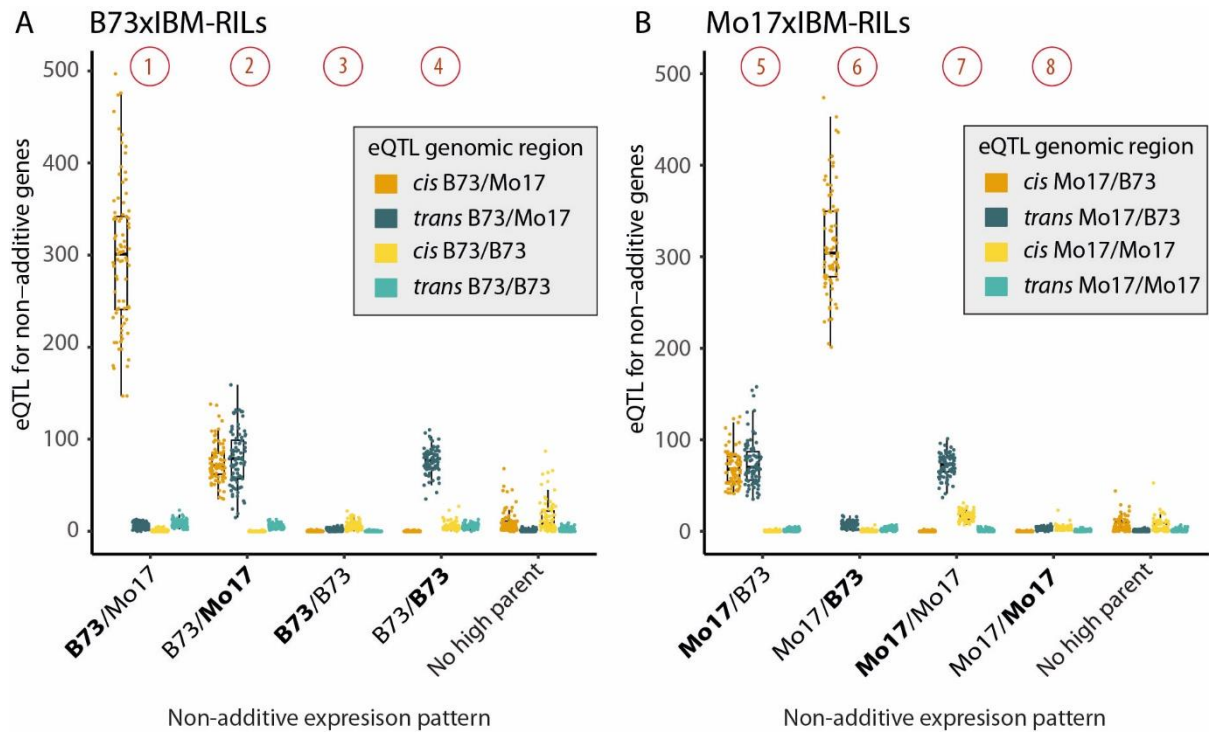 A B73xIBM-RILs
1 2 3 4
500
400
300
200
100
0
eQTL for non–additive genes
eQTL genomic region
cis B73/Mo17
trans B73/Mo17
cis B73/B73
trans B73/B73
B73/Mo17
B73/Mo17
B73/B73
B73/B73
No high parent
Non-additive expresison pattern
B Mo17xIBM-RILs
5 6 7 8
500
400
300
200
100
0
eQTL for non–additive genes
eQTL genomic region
cis Mo17/B73
trans Mo17/B73
cis Mo17/Mo17
trans Mo17/Mo17
Mo17/B73
Mo17/B73
Mo17/Mo17
Mo17/Mo17
No high parent
Non-additive expresison pattern